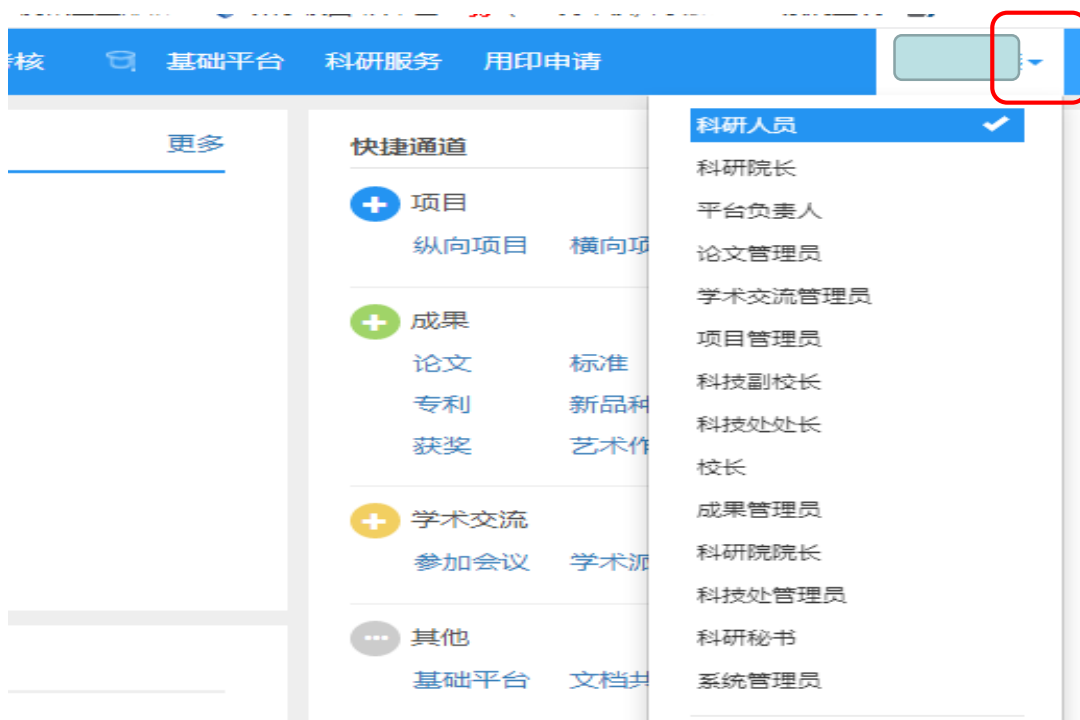 核 基础平台 科研服务 用印申请
更多
快捷通道
项目
纵向项目 横向项
成果
论文 标准
专利 新品种
获奖 艺术作
学术交流
参加会议 学术派
其他
基础平台 文档共
科研人员
科研院长
平台负责人
论文管理员
学术交流管理员
项目管理员
科技副校长
科技处处长
校长
成果管理员
科研院院长
科技处管理员
科研秘书
系统管理员